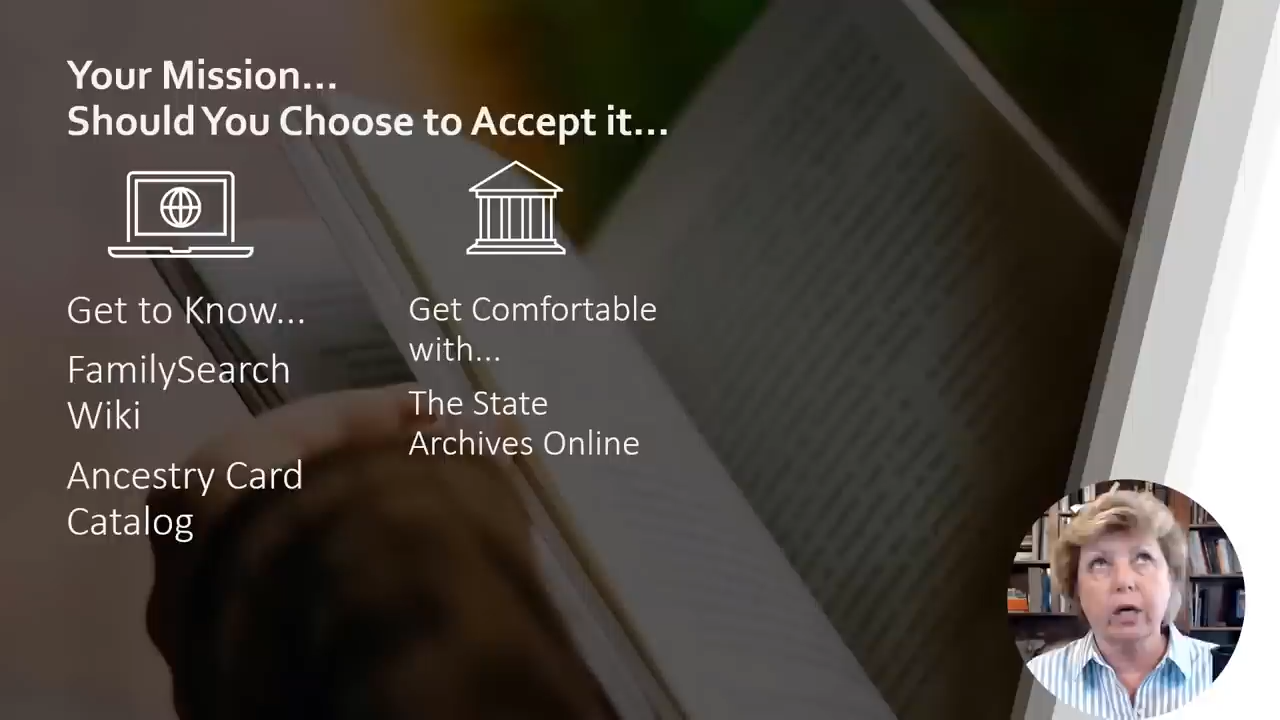 Your Mission...
Should You Choose to Accept it...
Get to Know...
FamilySearch
Wiki
Ancestry Card
Catalog
Get Comfortable
with...
The State
Archives Online